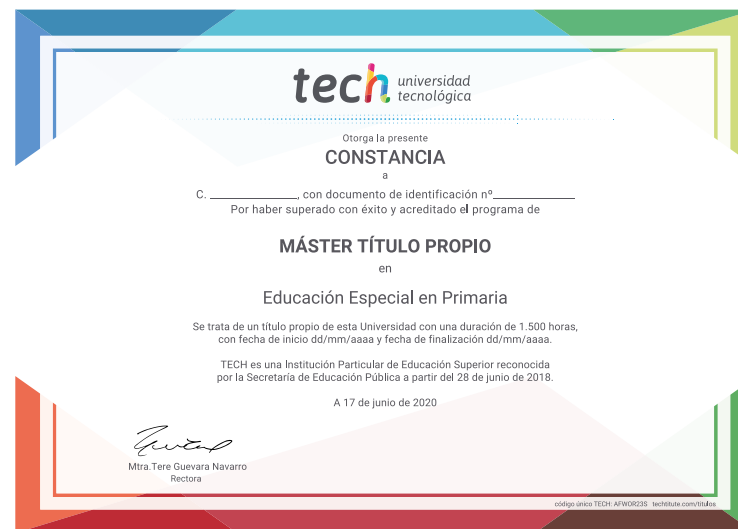 tech universidad
tecnológica
Otorga la presente
CONSTANCIA
a
C. ______________, con documento de identificación nº______________
Por haber superado con éxito y acreditado el programa de
MÁSTER TÍTULO PROPIO
en
Educación Especial en Primaria
Se trata de un título propio de esta Universidad con una duración de 1.500 horas,
con fecha de inicio dd/mm/aaaa y fecha de finalización dd/mm/aaaa.
TECH es una Institución Particular de Educación Superior reconocida
por la Secretaría de Educación Pública a partir del 28 de junio de 2018.
A 17 de junio de 2020
Mtra.Tere Guevara Navarro
Rectora
código único TECH: AFWOR23S techtitute.com/titulos